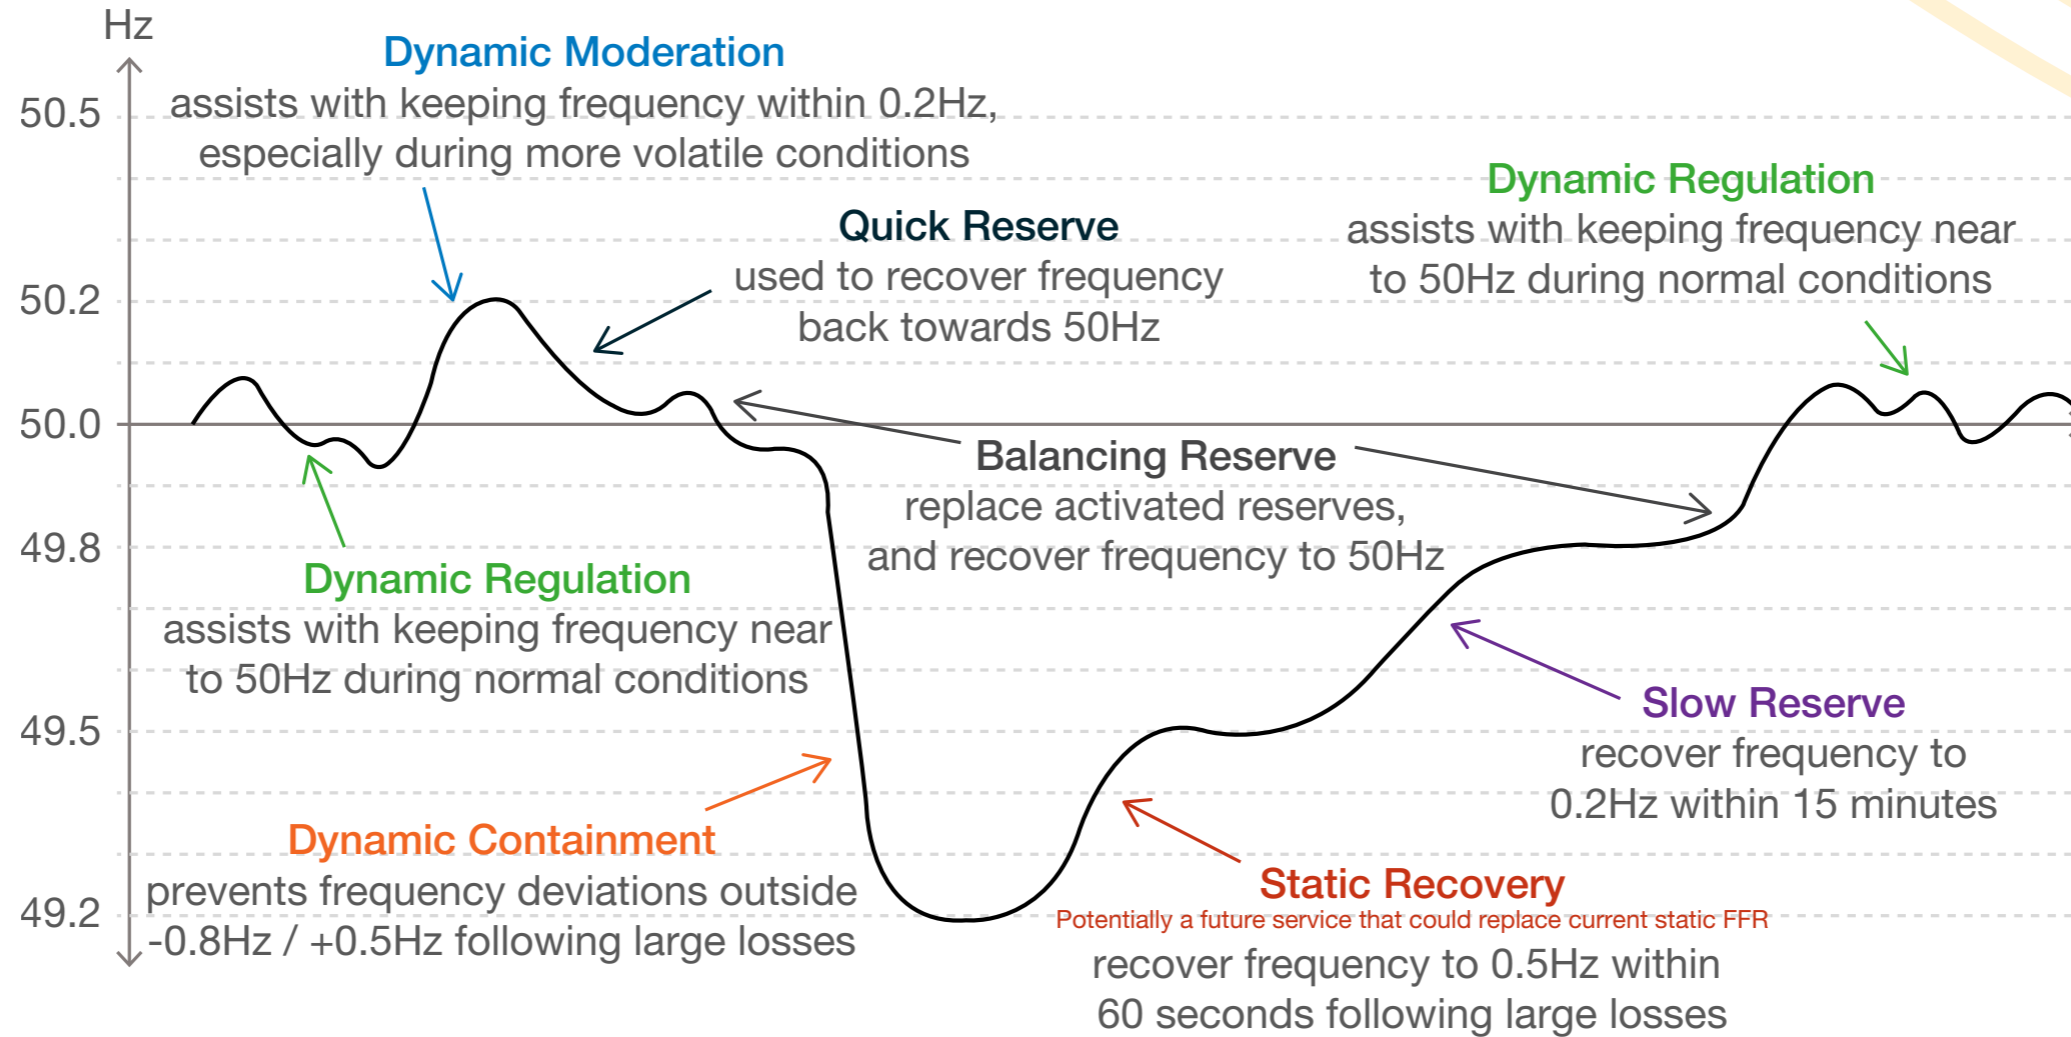 Hz
50.5
50.2
50.0
49.8
49.5
49.2
Dynamic Moderation
assists with keeping frequency within 0.2Hz,
especially during more volatile conditions
Quick Reserve
used to recover frequency
back towards 50Hz
Dynamic Regulation
assists with keeping frequency near
to 50Hz during normal conditions
Balancing Reserve
replace activated reserves,
and recover frequency to 50Hz
Dynamic Regulation
assists with keeping frequency near
to 50Hz during normal conditions
Slow Reserve
recover frequency to
0.2Hz within 15 minutes
Dynamic Containment
prevents frequency deviations outside
-0.8Hz / +0.5Hz following large losses
Static Recovery
Potentially a future service that could replace current static FFR
recover frequency to 0.5Hz within
60 seconds following large losses